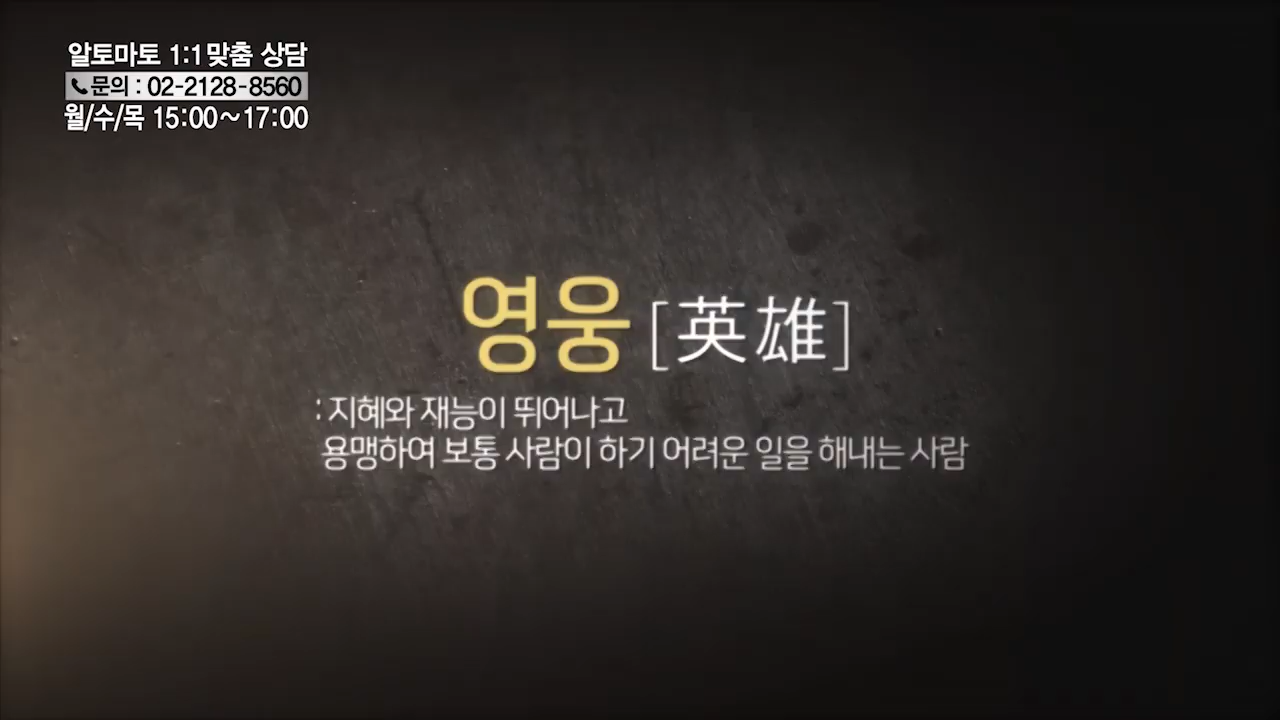 알토마토 1:1 맞춤 상담
문의 : 02-2128-8560
월/수/목 15:00~17:00
영웅 [英雄]
: 지혜와 재능이 뛰어나고
용맹하여 보통 사람이 하기 어려운 일을 해내는 사람